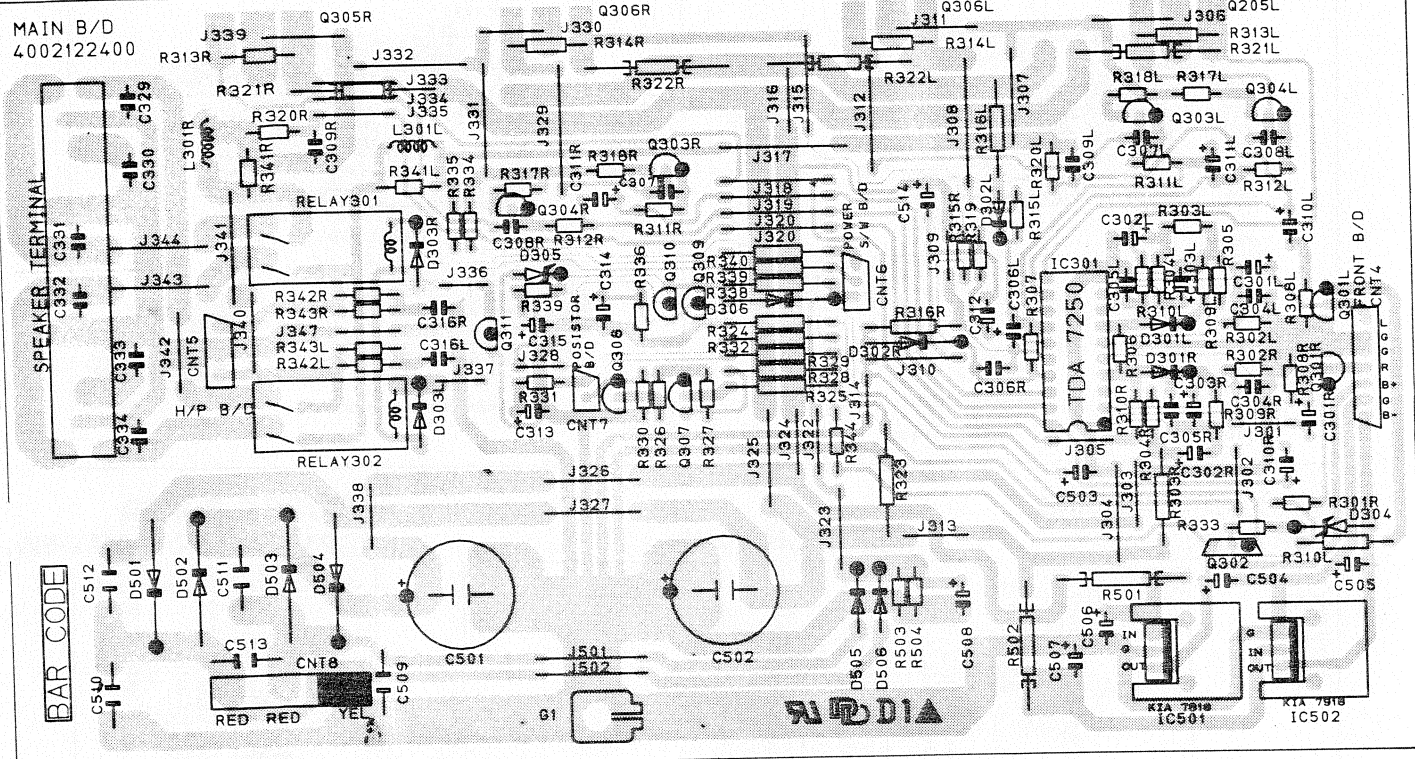 MAIN B/D
4002122400
Q305R
Q306R
Q306L
Q205L
J339
R313R
J332
J330
R314R
J311
R314L
J306
R313L
R321L
R321R
J333
J334
J335
R322R
R322L
R318L
R317L
Q304L
Q303L
C329
C330
C331
C332
C333
C334
SPEAKER TERMINAL
L301R
R320R
R341R
C309R
L301L
R341L
J331
J329
R335
R334
R317R
C311R
R318R
Q303R
C307
R311R
Q304R
C308R
R312R
J316
J315
J312
J308
R316L
J307
R320L
C309L
C307L
R311L
C311L
C308L
R312L
C310L
RELAY301
D303R
J344
J343
J341
J340
J342
CNT5
H/P B/D
R342R
R343R
J347
R343L
R342L
C316R
C316L
J336
J337
D303L
RELAY302
D305
R339
C315
J328
R331
C313
Q311
C314
POSISTOR
B/D
CNT7
Q308
R336
Q310
Q309
R330
R326
Q307
R327
J317
J318
J319
J320
J320
R340
R339
R338
D306
R324
R332
R325
J325
J324
J322
J314
R344
R323
J323
J313
POWER
S/W B/D
CNT6
C514
J309
R315R
R319
D302L
R315L
R316R
D302R
J310
C312
C306L
C306R
R307
IC301
TDA 7250
J305
C503
C302L
R303L
C305L
R304L
C303L
R305
R309L
R310L
D301L
D301R
R306
R310R
C303R
C301L
C304L
R302L
R302R
C304R
R309R
J301
R308L
R308R
Q301L
C301R
FRONT B/D
CNT4
L
G
G
R
B+
G
B-
R304R
C305R
C302R
J303
R303R
J304
J302
C310R
R301R
D304
R333
Q302
R310L
C504
C505
J326
J327
J338
BAR CODE
C512
D501
D502
C511
D503
D504
C513
C510
CNT8
RED
RED
YEL
C509
C501
C502
J501
J502
G1
D505
D506
R503
R504
C508
R502
C507
C506
R501
IN
G
OUT
KIA 7818
IC501
G
IN
OUT
KIA 7918
IC502